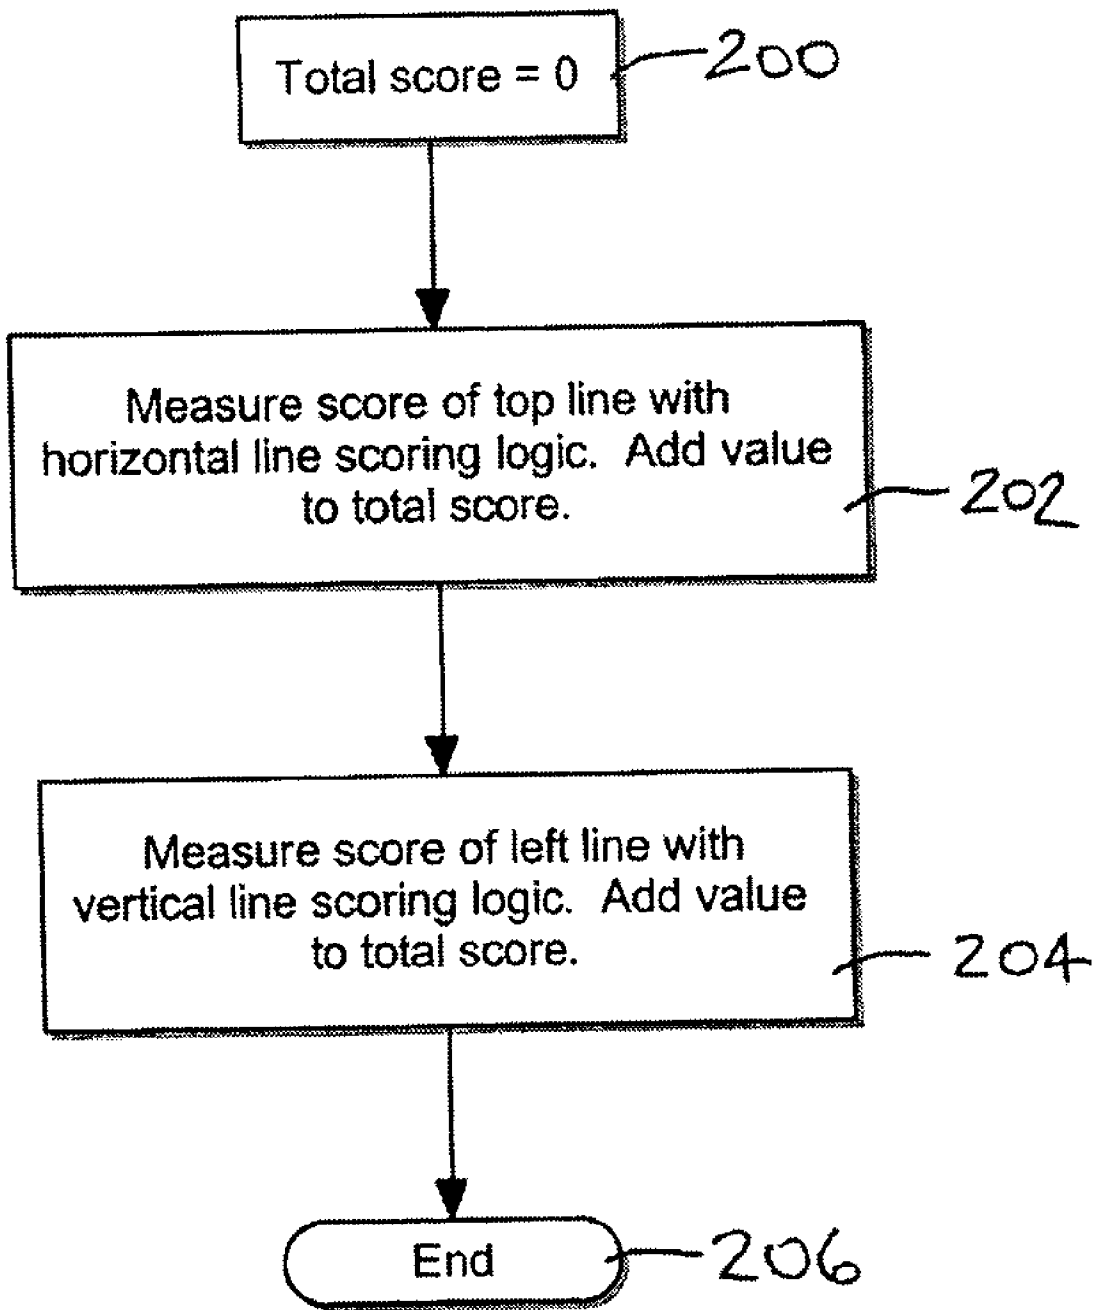 Total score = 0
200
Measure score of top line with
horizontal line scoring logic.  Add value
to total score.
202
Measure score of left line with
vertical line scoring logic.  Add value
to total score.
204
End
206